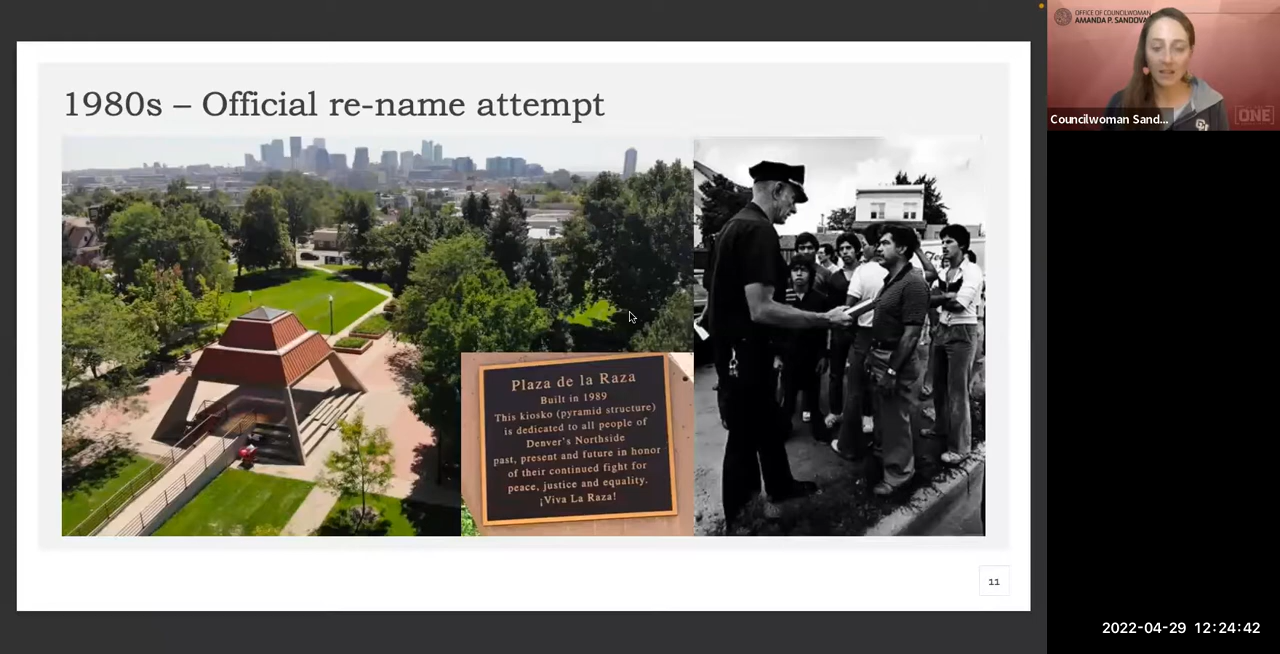 1980s – Official re-name attempt
Plaza de la Raza
Built in 1989
This kiosko (pyramid structure)
is dedicated to all people of
Denver's Northside
past, present and future in honor
of their continued fight for
peace, justice and equality.
¡Viva La Raza!
11
OFFICE OF COUNCILWOMAN
AMANDA P. SANDOVA
ONE
Councilwoman Sand...
2022-04-29 12:24:42